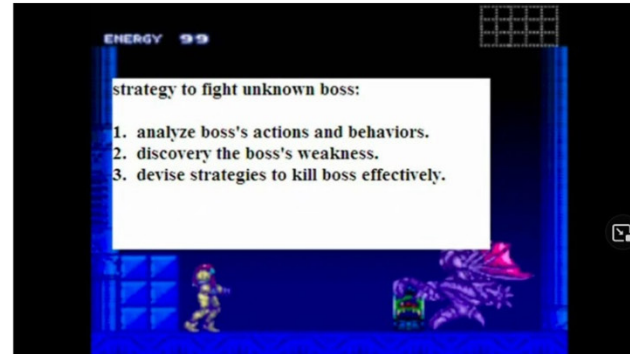 ENERGY 99
strategy to fight unknown boss:
1. analyze boss's actions and behaviors.
2. discovery the boss's weakness.
3. devise strategies to kill boss effectively.